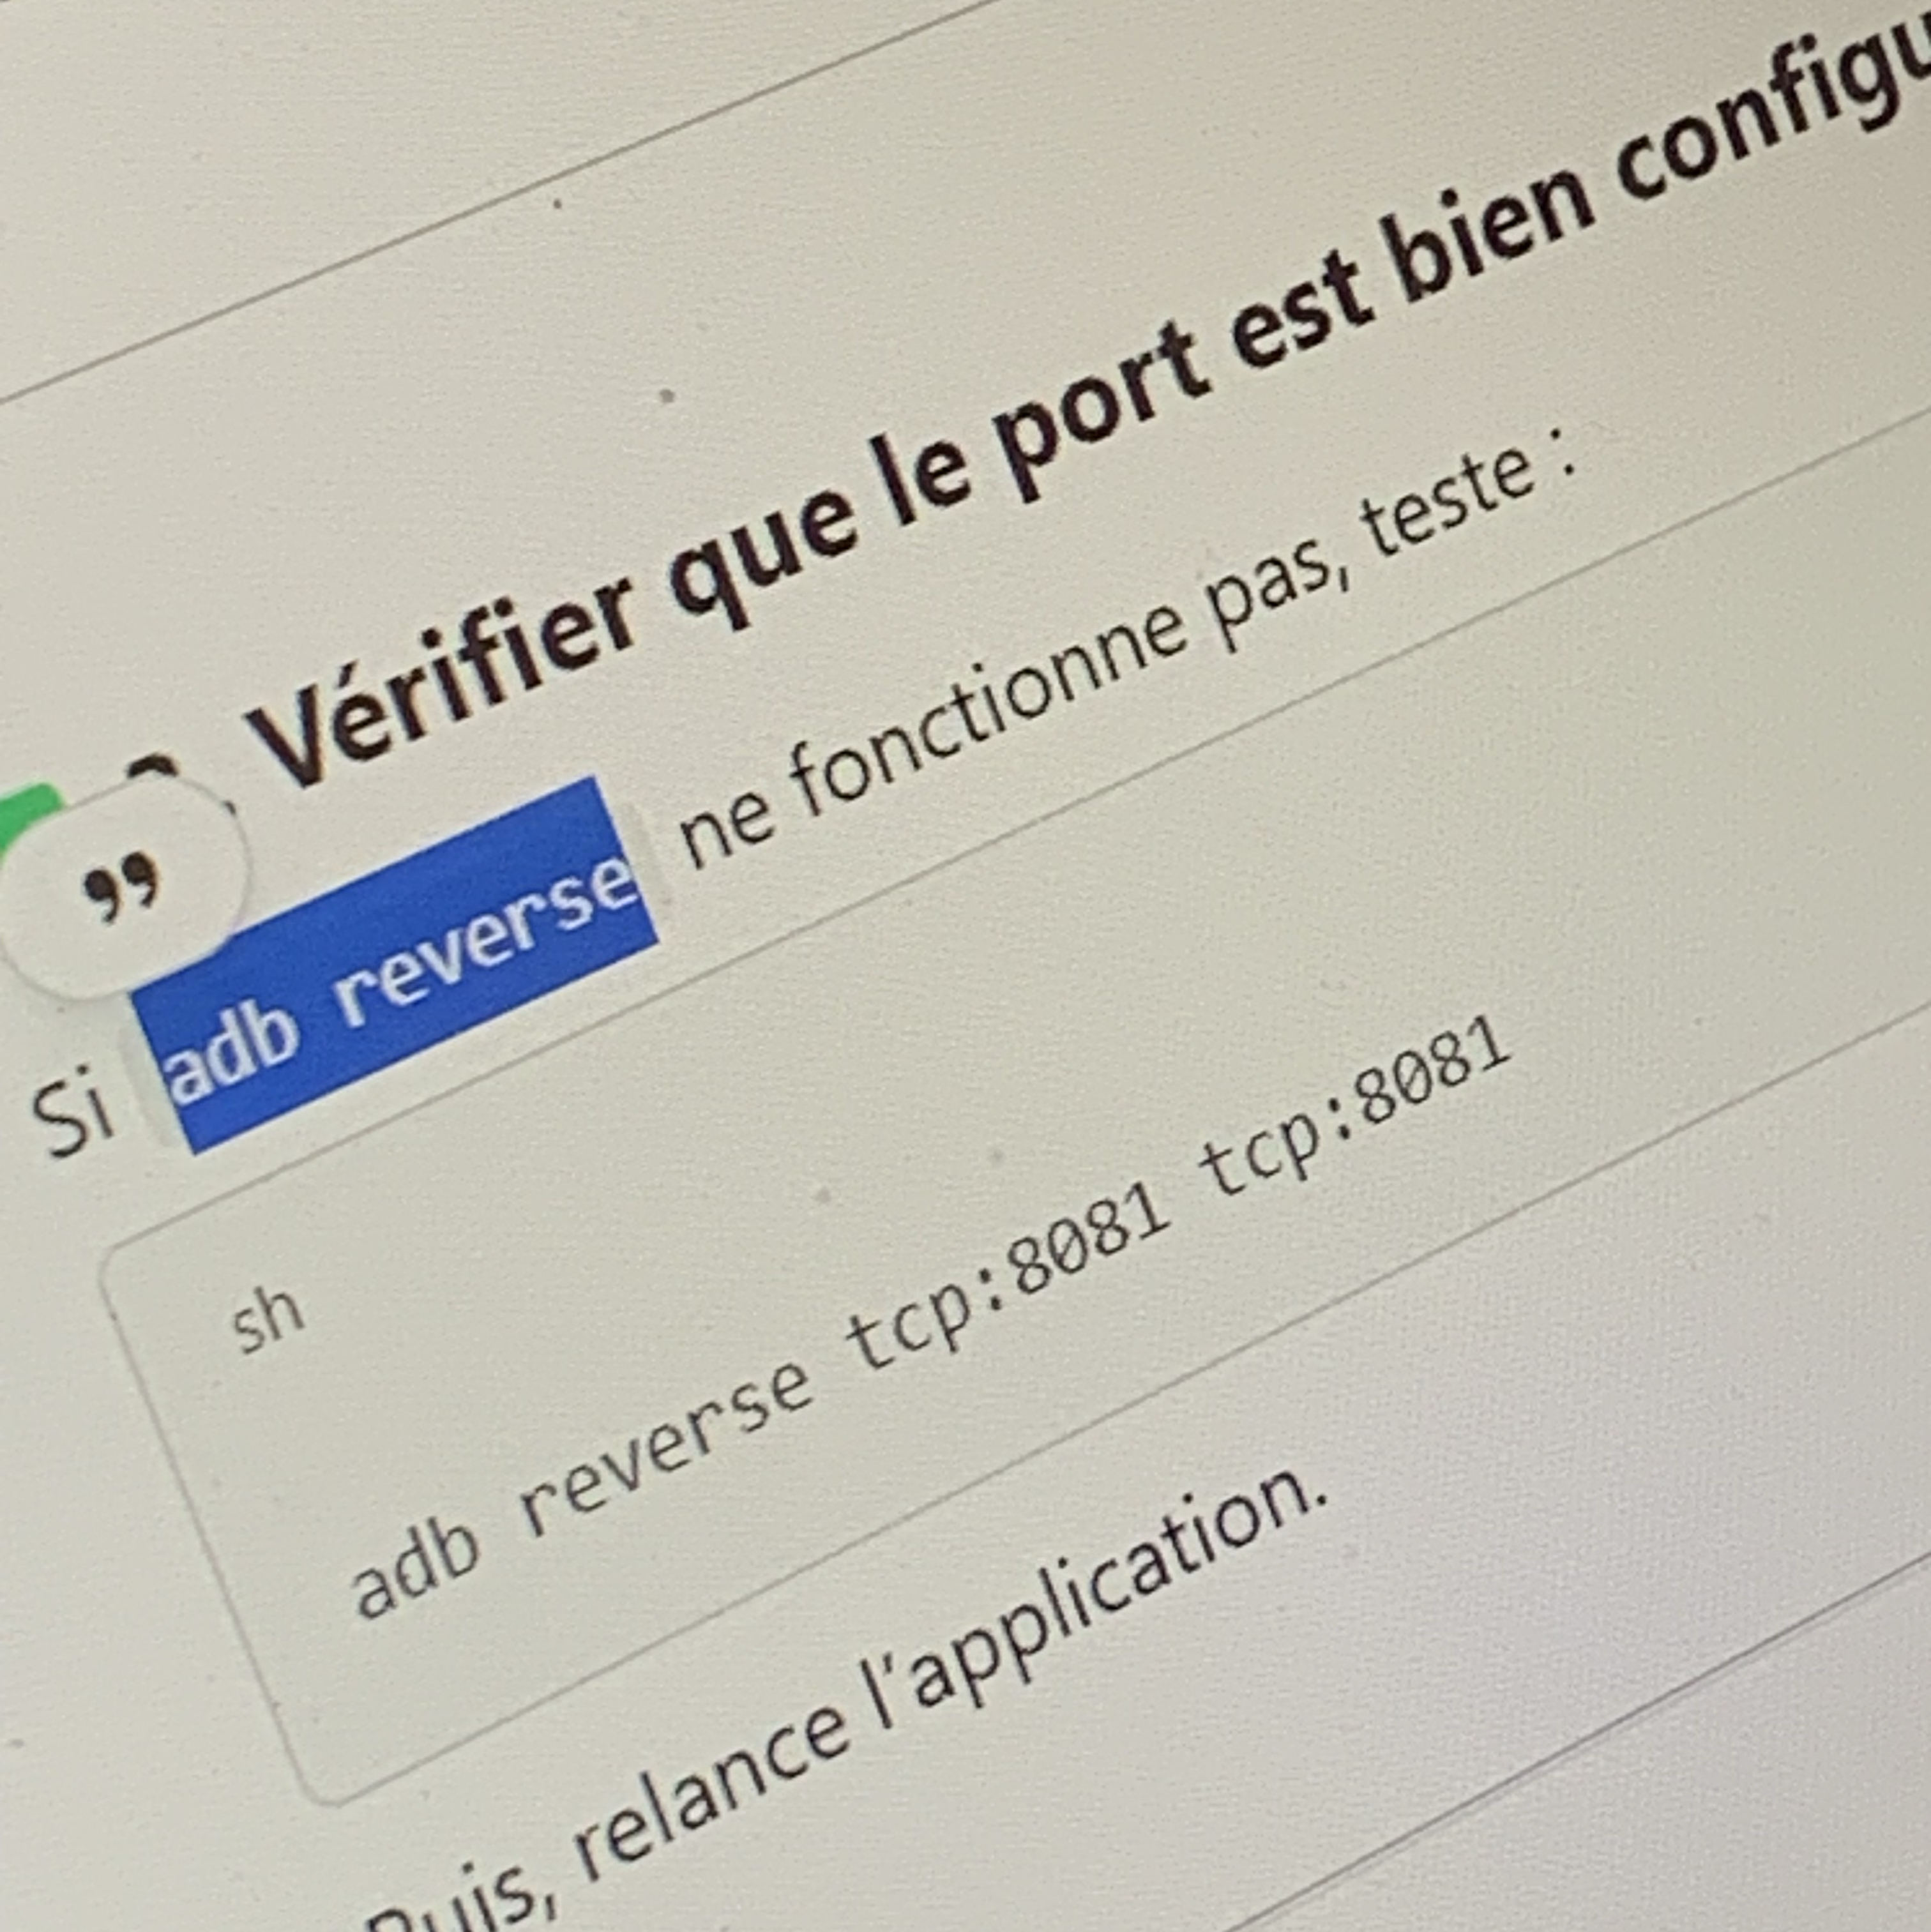 Vérifier que le port est bien configu
”
Si adb reverse ne fonctionne pas, teste :
sh
adb reverse tcp:8081 tcp:8081
Puis, relance l'application.